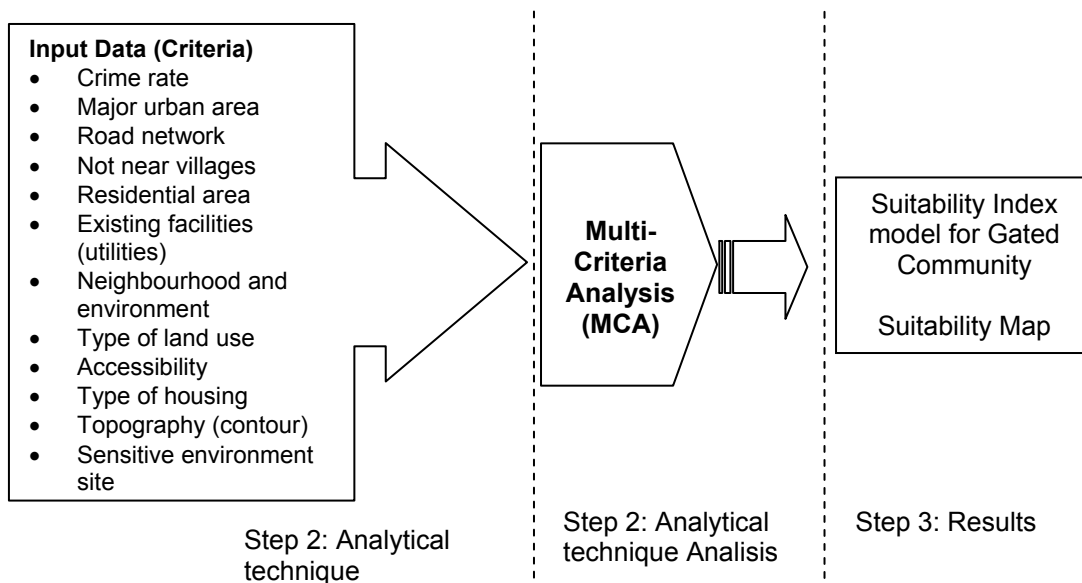 Input Data (Criteria)
• Crime rate
• Major urban area
• Road network
• Not near villages
• Residential area
• Existing facilities
(utilities)
• Neighbourhood and
environment
• Type of land use
• Accessibility
• Type of housing
• Topography (contour)
• Sensitive environment
site
Step 2: Analytical
technique
Multi-
Criteria
Analysis
(MCA)
Step 2: Analytical
technique Analisis
Suitability Index
model for Gated
Community
Suitability Map
Step 3: Results